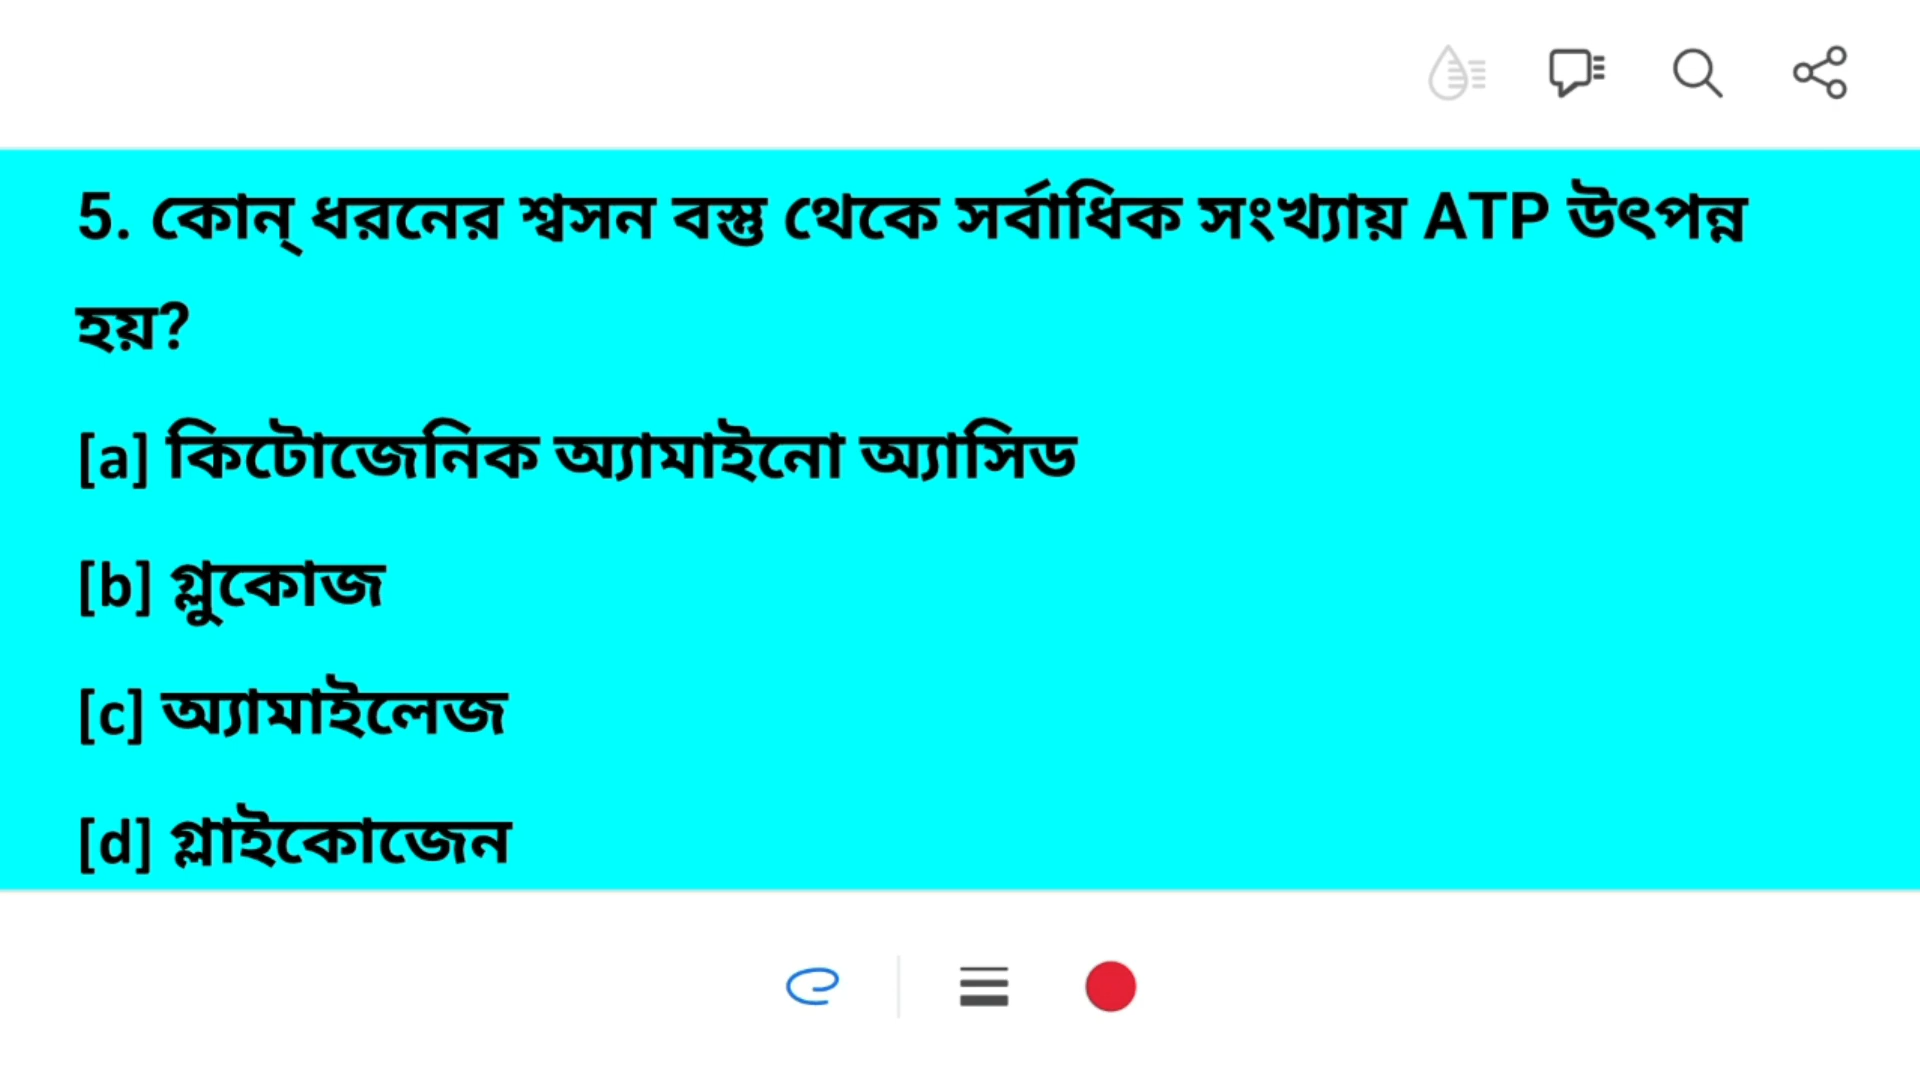 5. কোন্ ধরনের শ্বসন বস্তু থেকে সর্বাধিক সংখ্যায় ATP উৎপন্ন
হয়?
[a] কিটোজেনিক অ্যামাইনো অ্যাসিড
[b] গ্লুকোজ
[c] অ্যামাইলেজ
[d] গ্লাইকোজেন